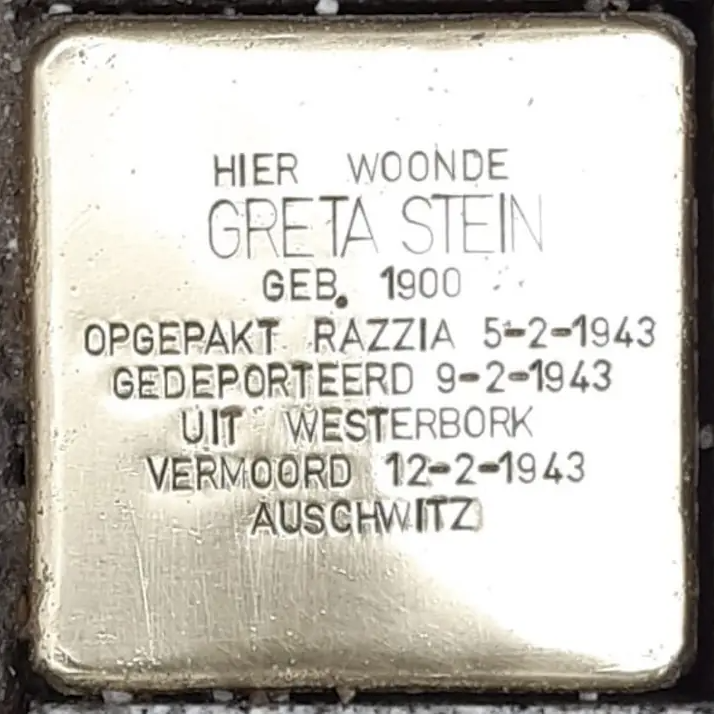 HIER WOONDE
GRETA STEIN
GEB. 1900
OPGEPAKT RAZZIA 5-2-1943
GEDEPORTEERD 9-2-1943
UIT WESTERBORK
VERMOORD 12-2-1943
AUSCHWITZ